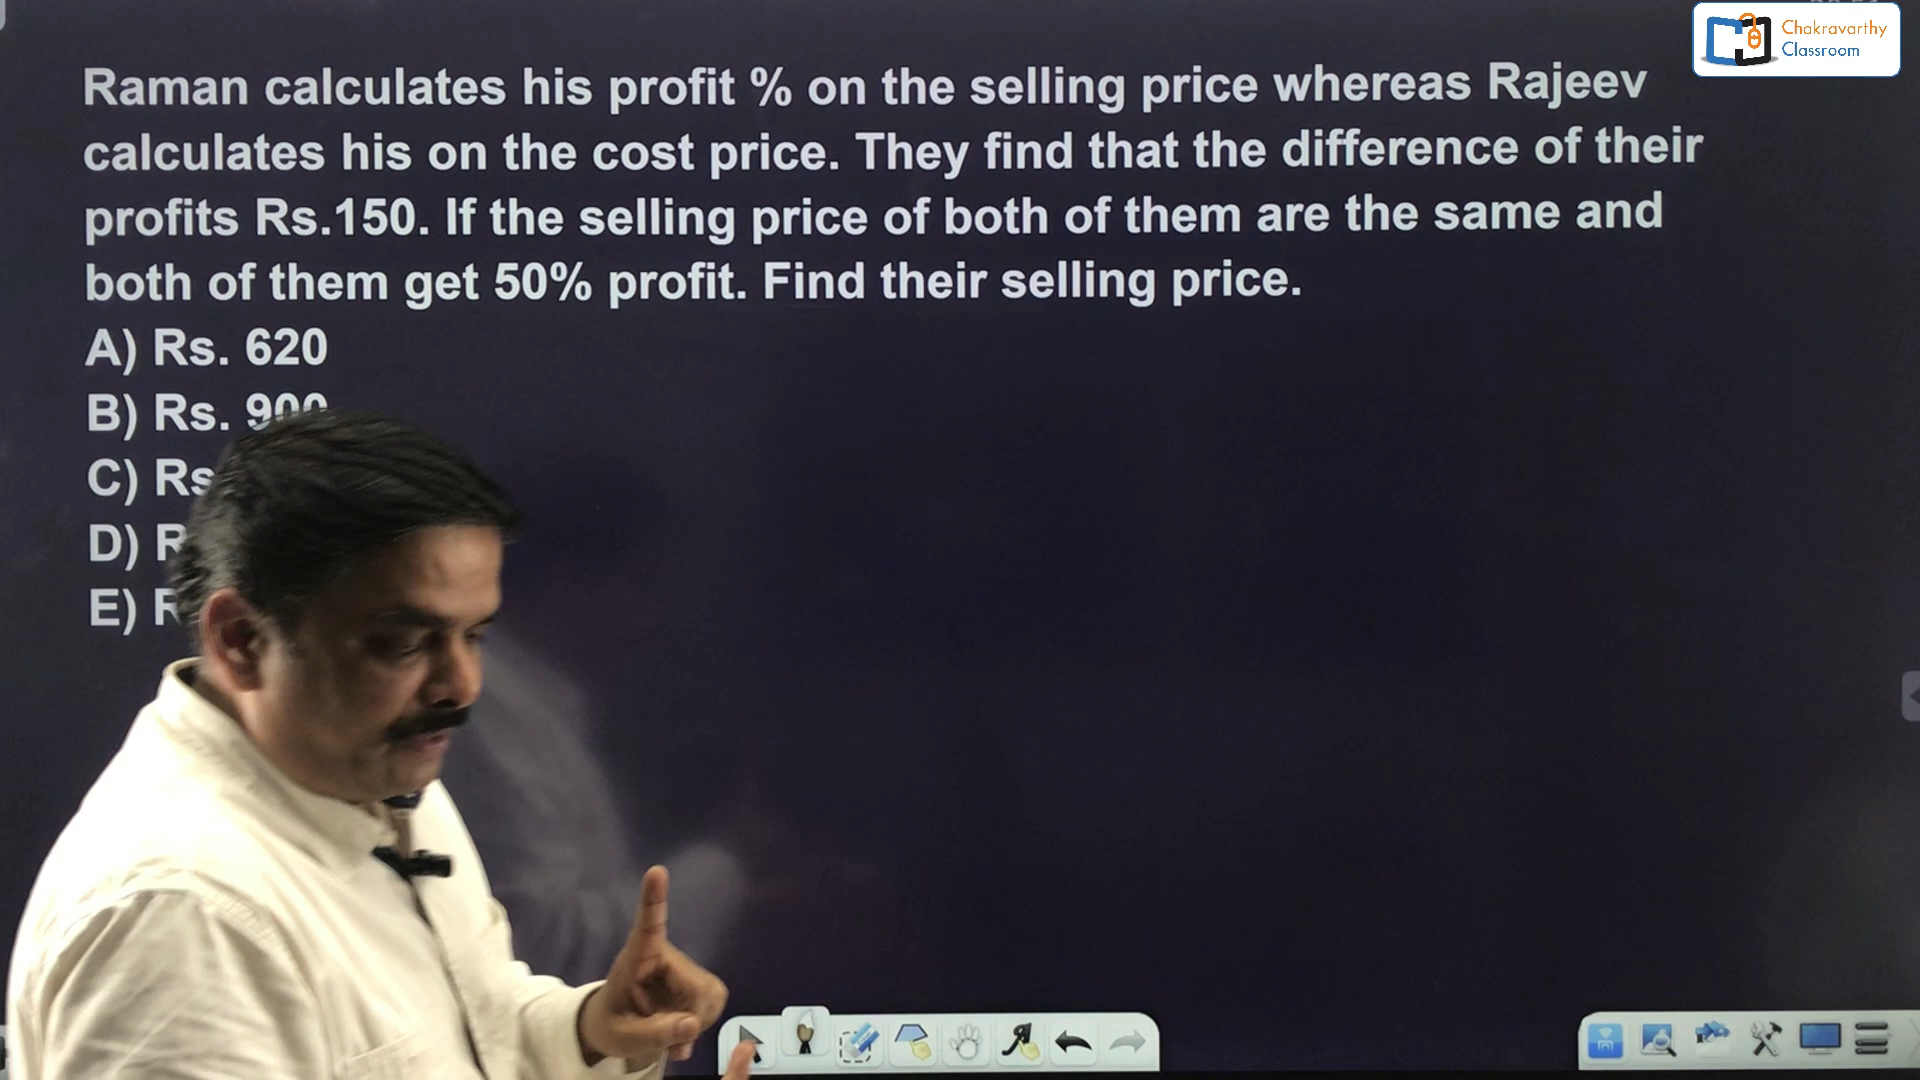 Chakravarthy
Classroom
Raman calculates his profit % on the selling price whereas Rajeev
calculates his on the cost price. They find that the difference of their
profits Rs.150. If the selling price of both of them are the same and
both of them get 50% profit. Find their selling price.
A) Rs. 620
B) Rs. 900
C) Rs
D)
E)